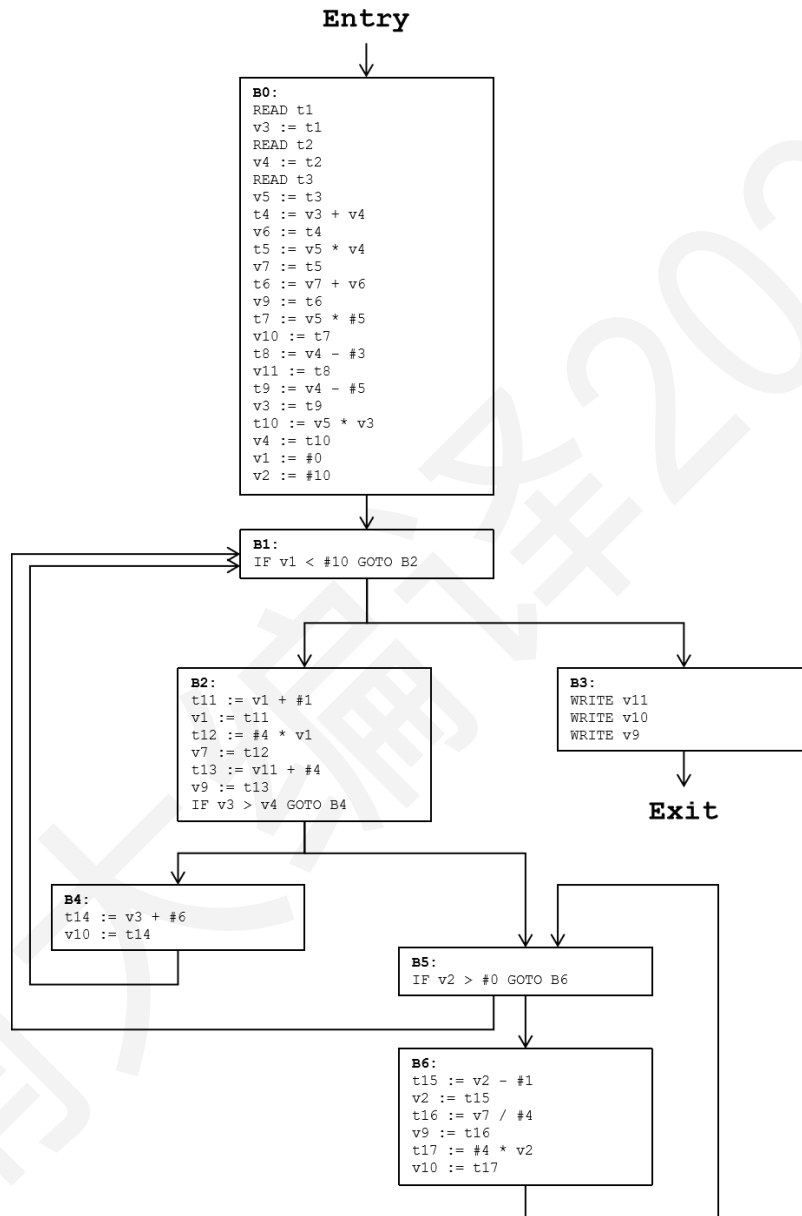 Entry
B0:
READ t1
v3 := t1
READ t2
v4 := t2
READ t3
v5 := t3
t4 := v3 + v4
v6 := t4
t5 := v5 * v4
v7 := t5
t6 := v7 + v6
v9 := t6
t7 := v5 * #5
v10 := t7
t8 := v4 - #3
v11 := t8
t9 := v4 - #5
v3 := t9
t10 := v5 * v3
v4 := t10
v1 := #0
v2 := #10
B1:
IF v1 < #10 GOTO B2
B2:
t11 := v1 + #1
v1 := t11
t12 := #4 * v1
v7 := t12
t13 := v11 + #4
v9 := t13
IF v3 > v4 GOTO B4
B3:
WRITE v11
WRITE v10
WRITE v9
Exit
B4:
t14 := v3 + #6
v10 := t14
B5:
IF v2 > #0 GOTO B6
B6:
t15 := v2 - #1
v2 := t15
t16 := v7 / #4
v9 := t16
t17 := #4 * v2
v10 := t17
大编译202